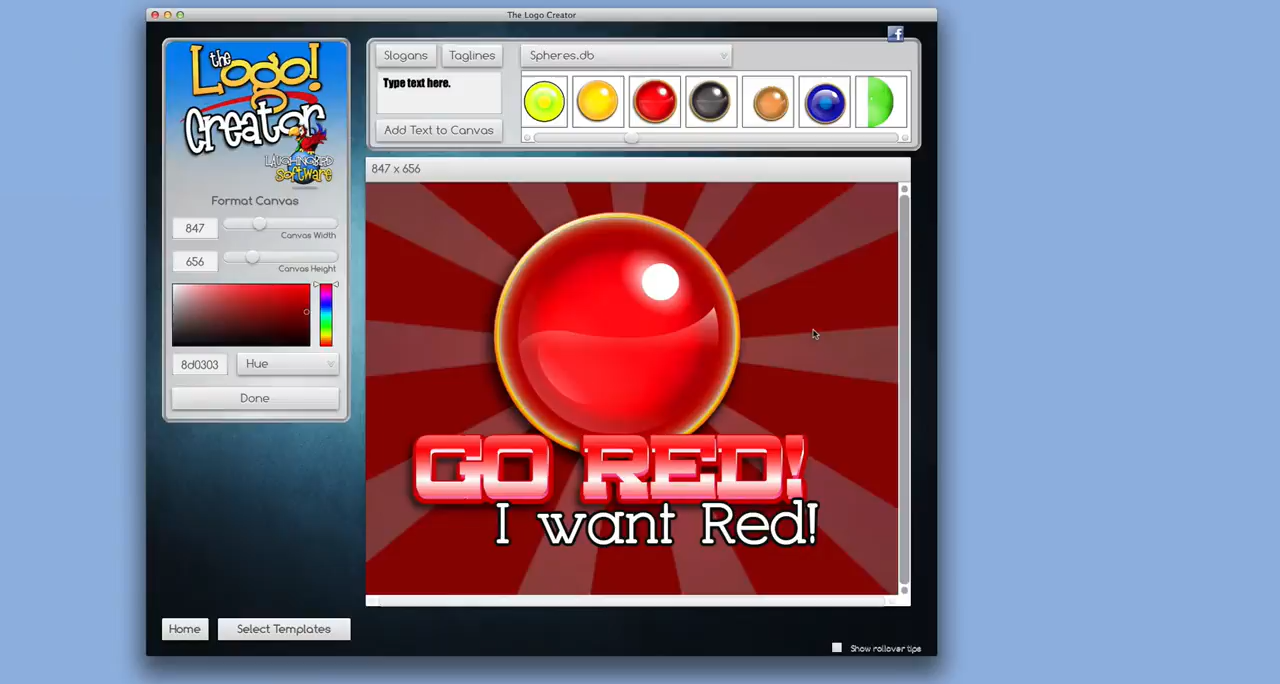 The Logo Creator
f
the
Logo!
Creator
LAUGHINGBIRD
software
Format Canvas
847
Canvas Width
656
Canvas Height
8d0303
Hue
Done
Slogans
Taglines
Spheres.db
Type text here.
Add Text to Canvas
847 x 656
GO RED!
I want Red!
Home
Select Templates
Show rollover tips